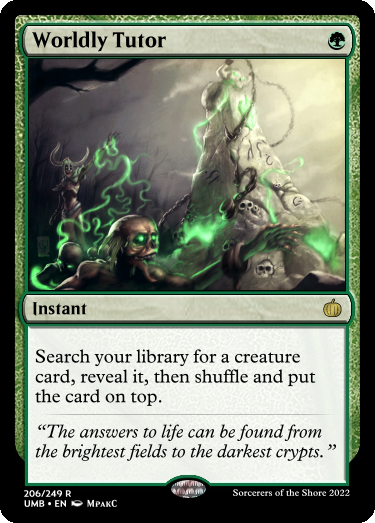 Worldly Tutor
Instant
Search your library for a creature
card, reveal it, then shuffle and put
the card on top.
“The answers to life can be found from
the brightest fields to the darkest crypts.”
206/249 R
Sorcerers of the Shore 2022
UMB • EN MpakC